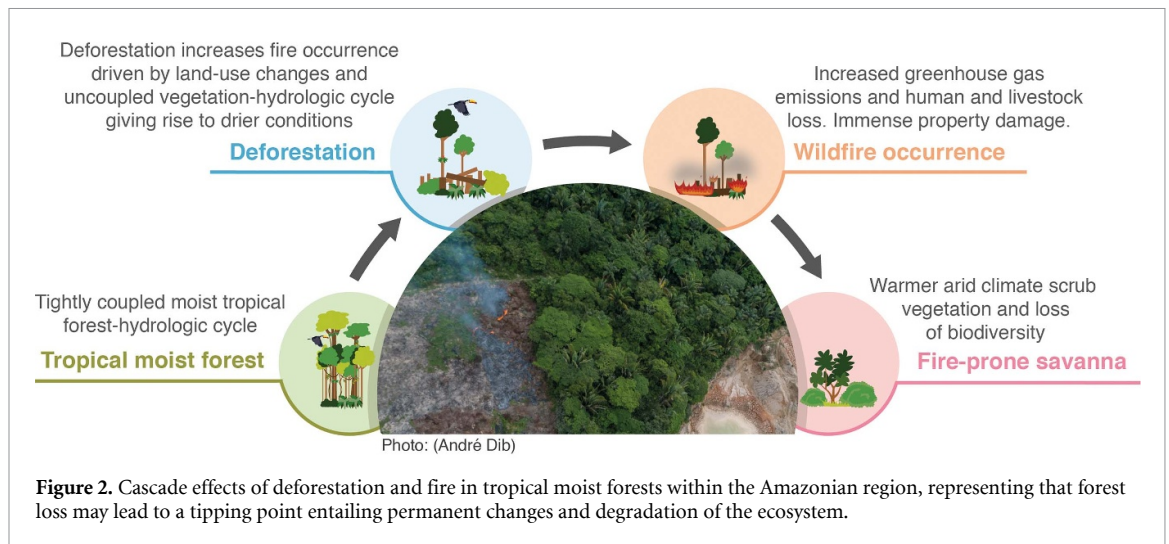 Deforestation increases fire occurrence
driven by land-use changes and
uncoupled vegetation-hydrologic cycle
giving rise to drier conditions
Deforestation
Increased greenhouse gas
emissions and human and livestock
loss. Immense property damage.
Wildfire occurrence
Tightly coupled moist tropical
forest-hydrologic cycle
Tropical moist forest
Warmer arid climate scrub
vegetation and loss
of biodiversity
Fire-prone savanna
Photo: (André Dib)
Figure 2. Cascade effects of deforestation and fire in tropical moist forests within the Amazonian region, representing that forest
loss may lead to a tipping point entailing permanent changes and degradation of the ecosystem.